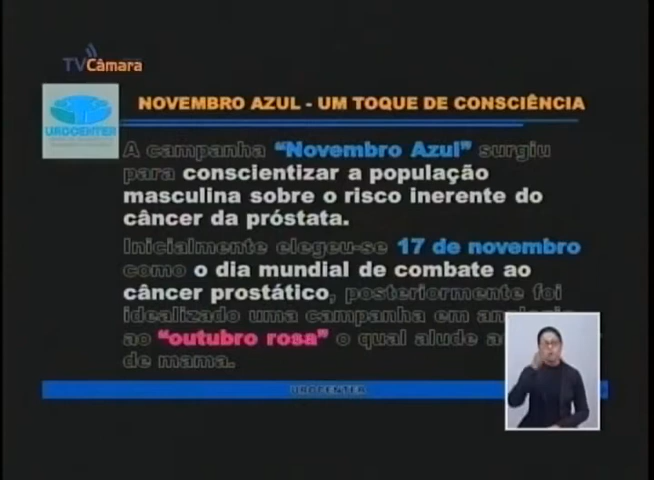 TVCâmara
UROCENTER
NOVEMBRO AZUL - UM TOQUE DE CONSCIÊNCIA
A campanha “Novembro Azul” surgiu
para conscientizar a população
masculina sobre o risco inerente do
câncer da próstata.
Inicialmente elegeu-se 17 de novembro
como o dia mundial de combate ao
câncer prostático, posteriormente foi
idealizado uma campanha em
ao “outubro rosa” o qual alude
de mama.
UROCENTER